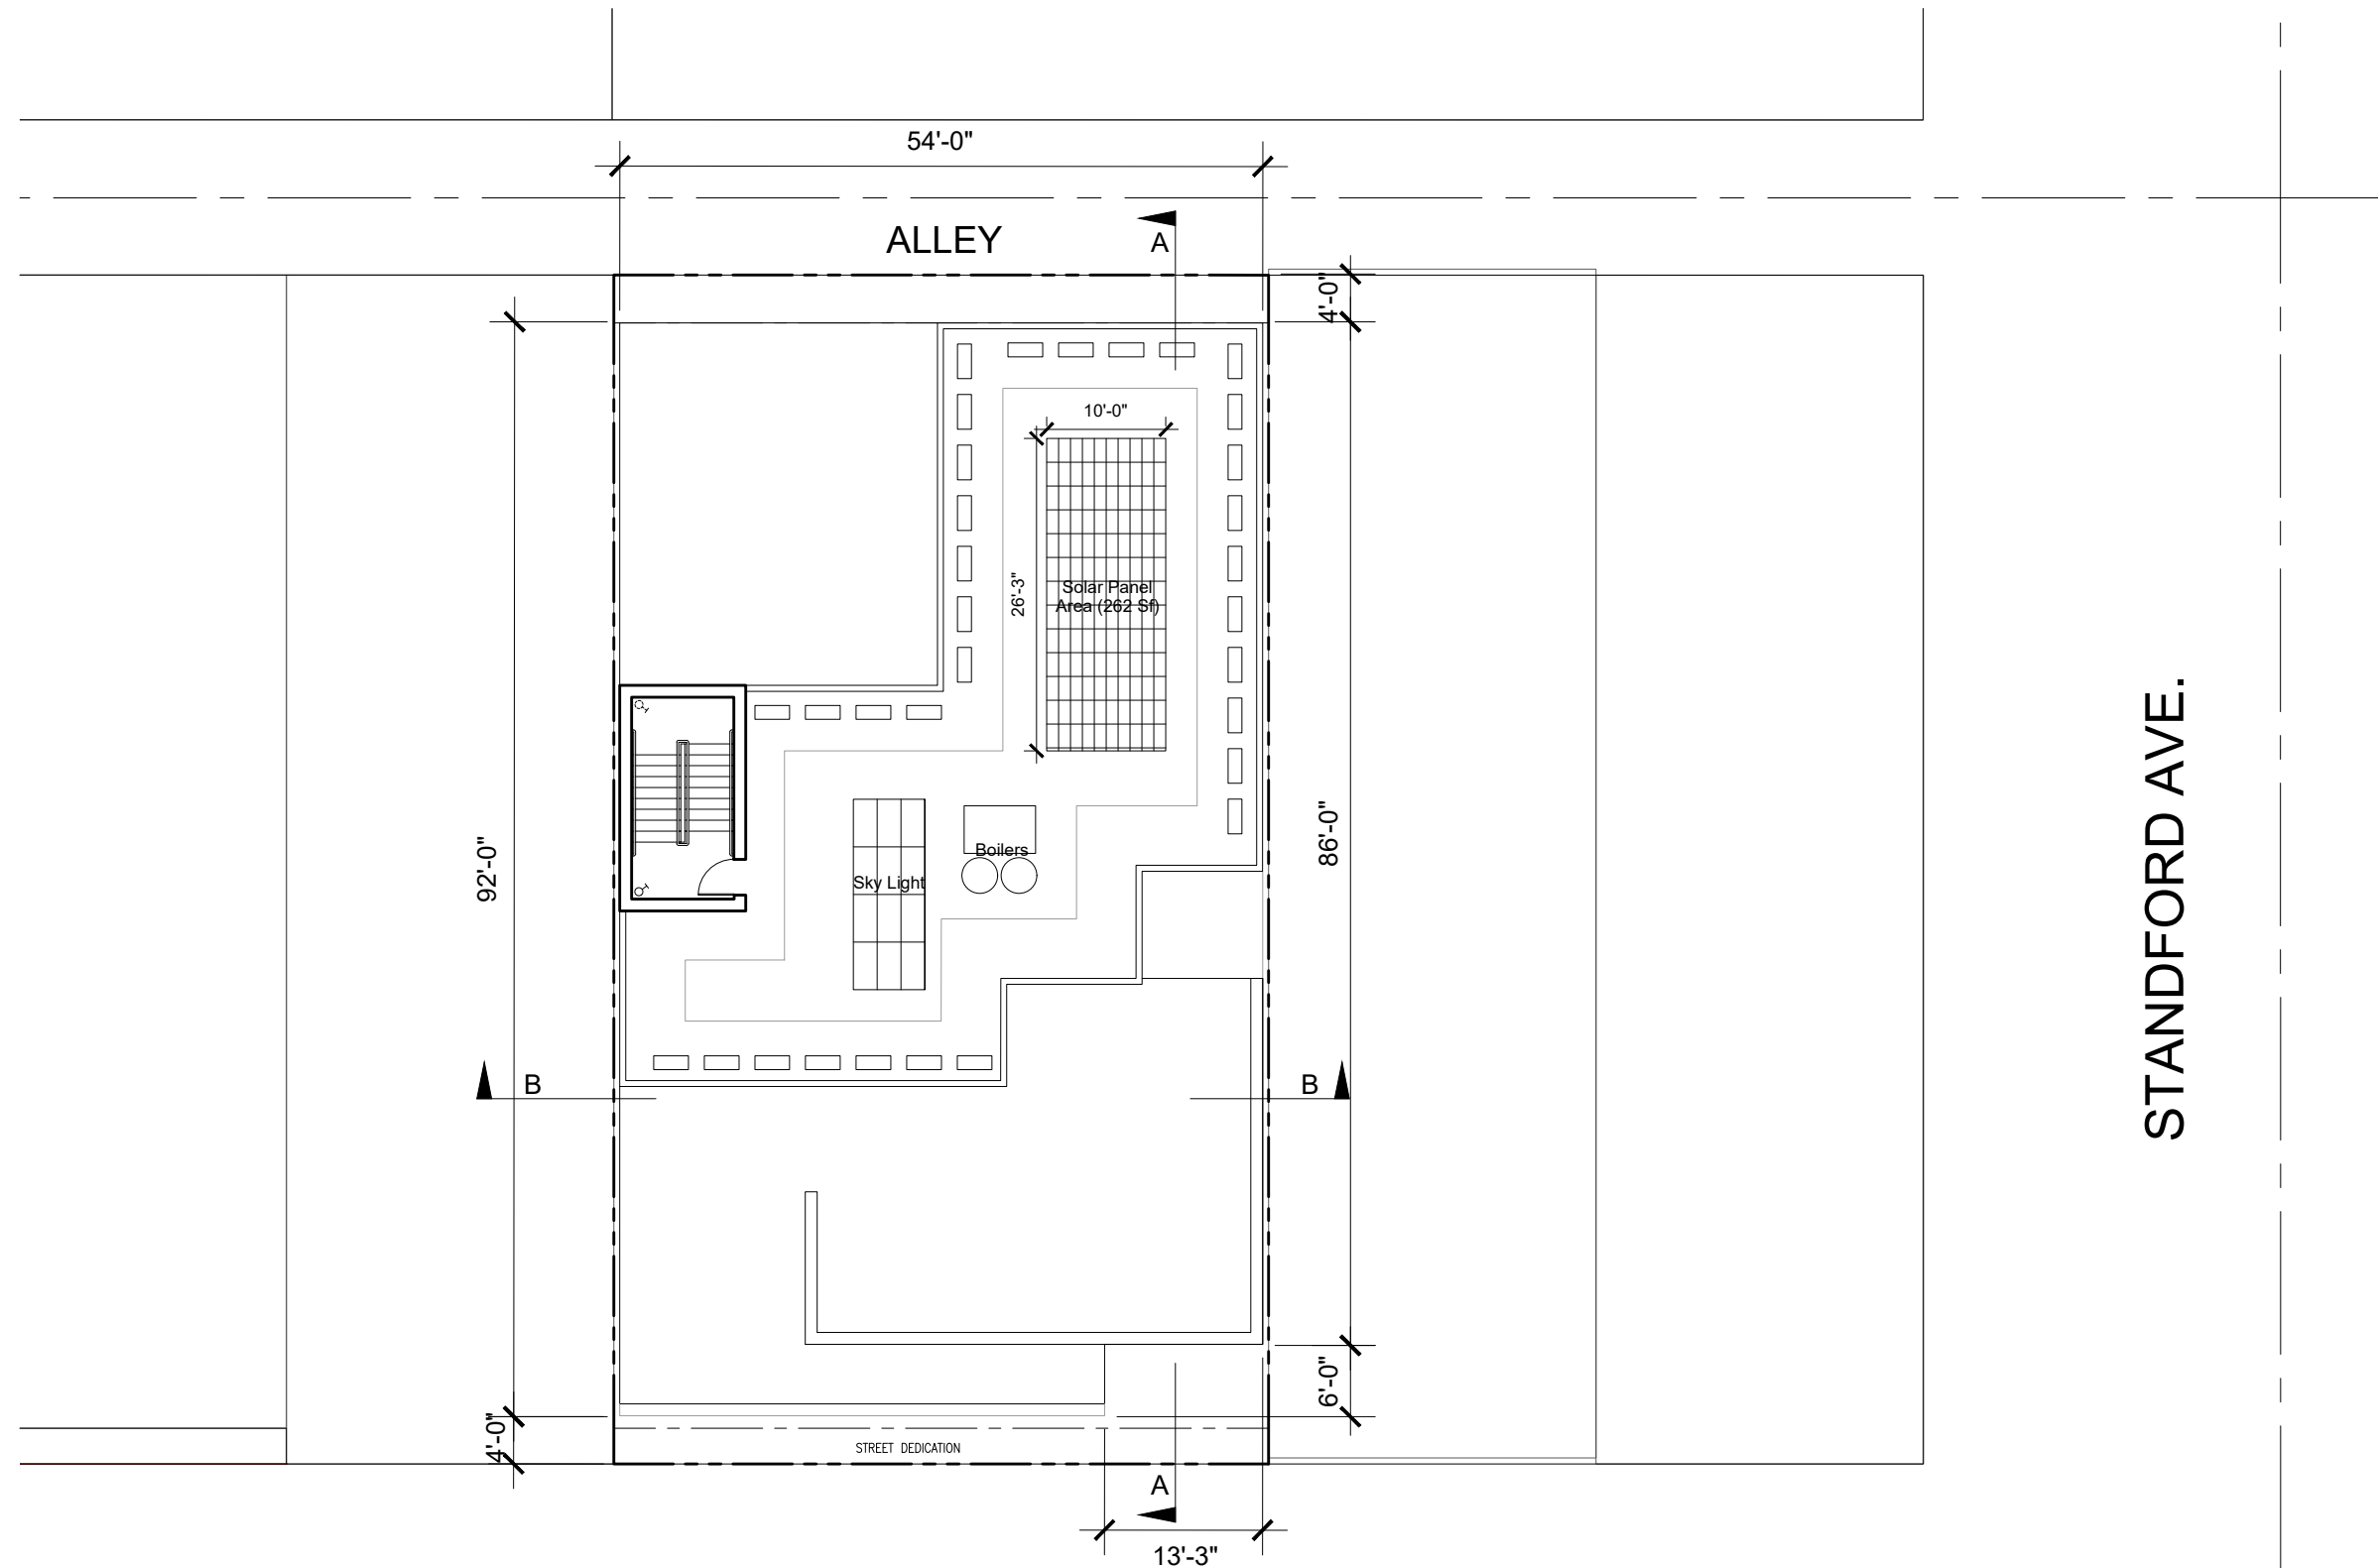 54'-0"
ALLEY
A
4'-0"
10'-0"
26'-3"
Solar Panel
Area (262 Sf)
STANDFORD AVE.
92'-0"
86'-0"
Boilers
Sky Light
B
B
6'-0"
4'-0"
STREET DEDICATION
A
13'-3"